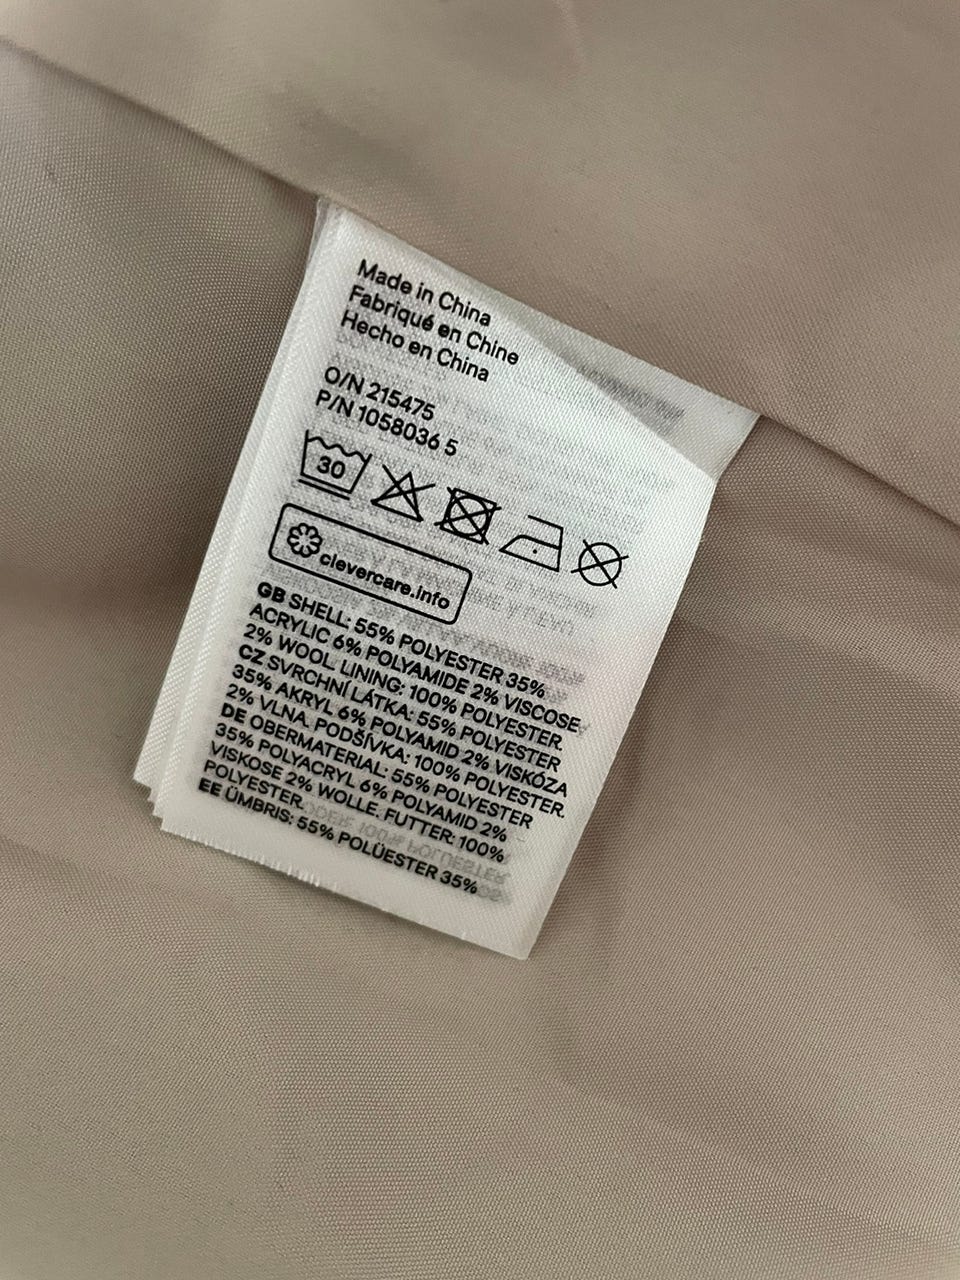 Made in China
Fabriqué en Chine
Hecho en China
O/N 215475
P/N 1058036 5
30
clevercare.info
GB SHELL: 55% POLYESTER 35%
ACRYLIC 6% POLYAMIDE 2% VISCOSE
2% WOOL. LINING: 100% POLYESTER.
CZ SVRCHNÍ LÁTKA: 55% POLYESTER
35% AKRYL 6% POLYAMID 2% VISKÓZA
2% VLNA. PODŠÍVKA: 100% POLYESTER.
DE OBERMATERIAL: 55% POLYESTER
35% POLYACRYL 6% POLYAMID 2%
VISKOSE 2% WOLLE. FUTTER: 100%
POLYESTER.
EE ÜMBRIS: 55% POLÜESTER 35%